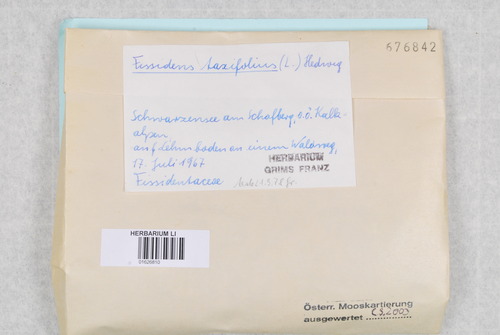 676842
Fissidens taxifolius (L.) Hedwig
Schwarzensee am Schafberg, o.ö. Kalk-
alpen,
auf Lehmboden an einem Waldweg,
17. Juli 1967
Fissidentaceae
HERBARIUM
GRIMS FRANZ
HERBARIUM LI
Österr. Mooskartierung
ausgewertet